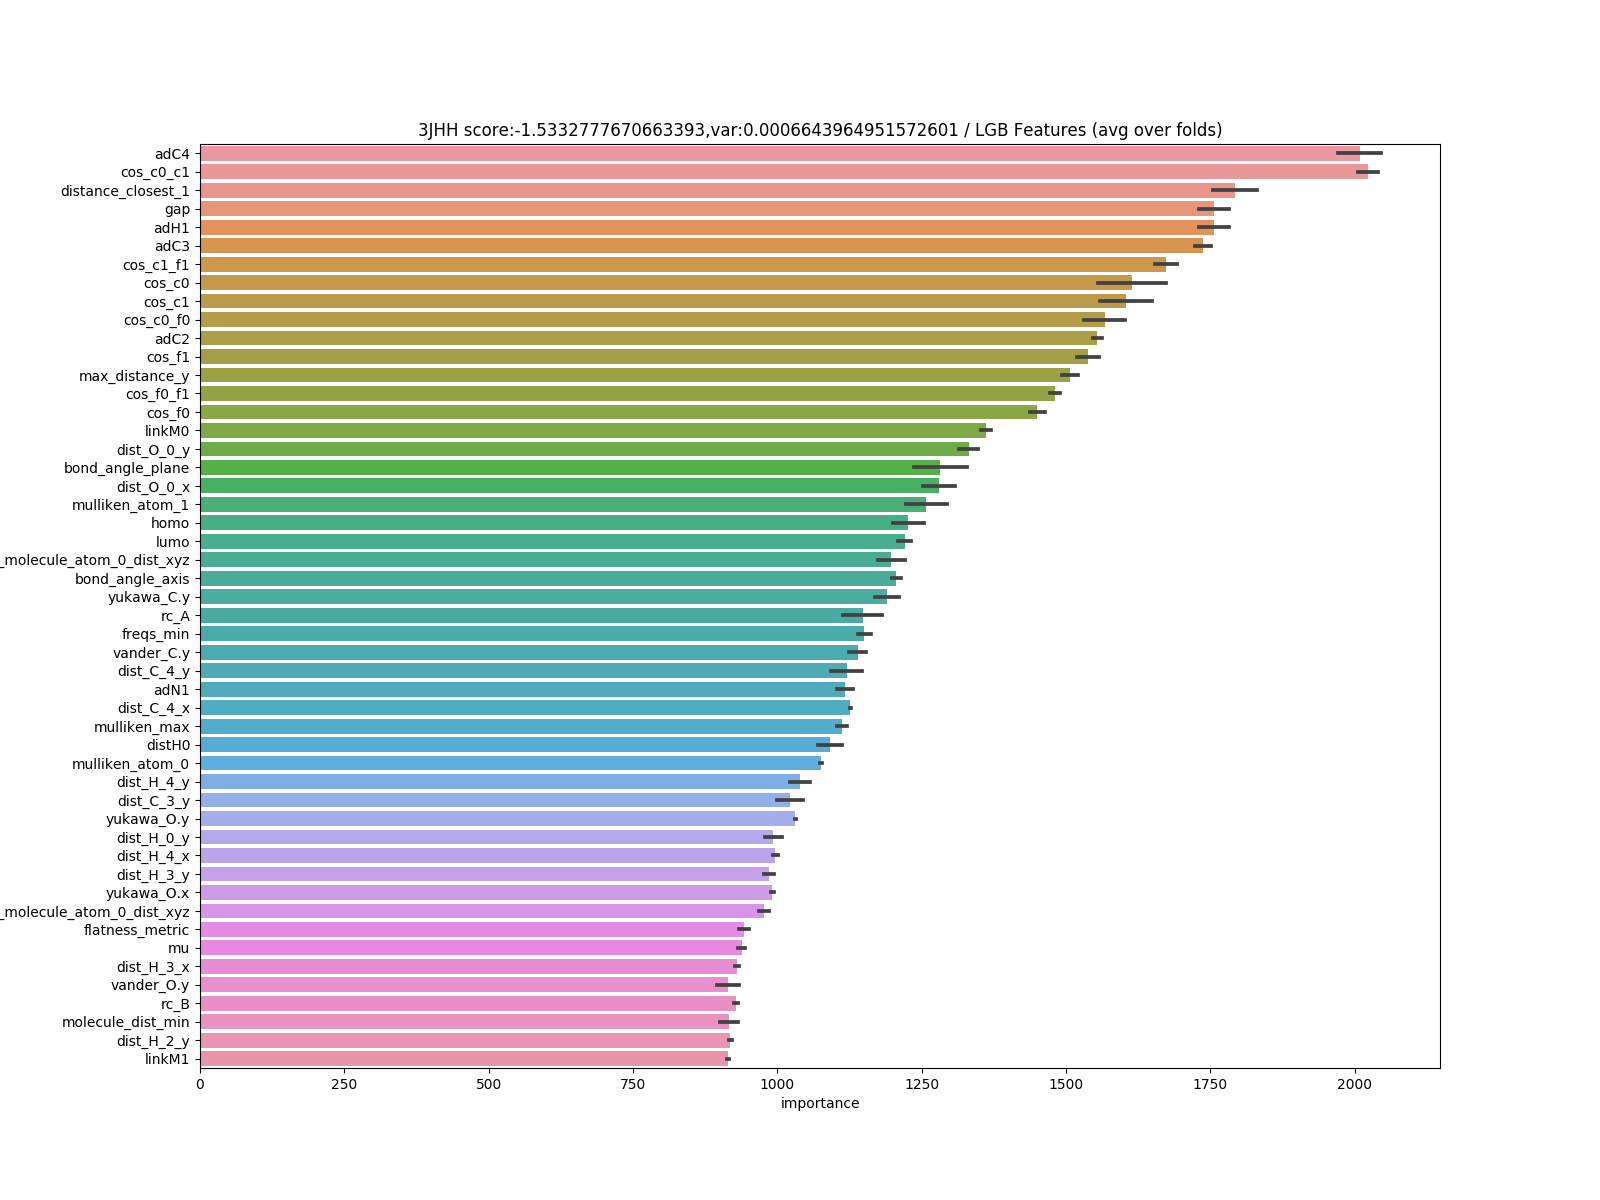 3JHH score:-1.5332777670663393,var:0.0006643964951572601 / LGB Features (avg over folds)
adC4
cos_c0_c1
distance_closest_1
gap
adH1
adC3
cos_c1_f1
cos_c0
cos_c1
cos_c0_f0
adC2
cos_f1
max_distance_y
cos_f0_f1
cos_f0
linkM0
dist_O_0_y
bond_angle_plane
dist_O_0_x
mulliken_atom_1
homo
lumo
_molecule_atom_0_dist_xyz
bond_angle_axis
yukawa_C.y
rc_A
freqs_min
vander_C.y
dist_C_4_y
adN1
dist_C_4_x
mulliken_max
distH0
mulliken_atom_0
dist_H_4_y
dist_C_3_y
yukawa_O.y
dist_H_0_y
dist_H_4_x
dist_H_3_y
yukawa_O.x
_molecule_atom_0_dist_xyz
flatness_metric
mu
dist_H_3_x
vander_O.y
rc_B
molecule_dist_min
dist_H_2_y
linkM1
0 250 500 750 1000 1250 1500 1750 2000
importance